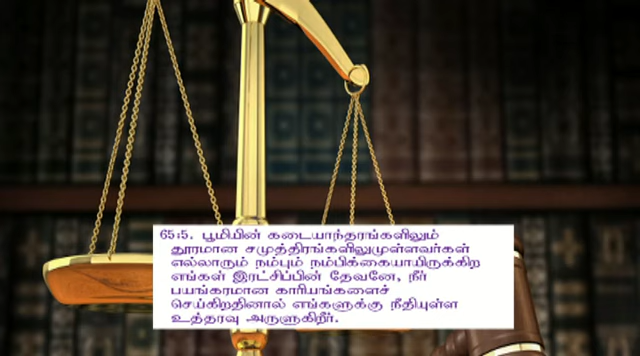 65:5. பூமியின் கடையாந்தரங்களிலும்
தூரமான சமுத்திரங்களிலுமுள்ளவர்கள்
எல்லாரும் நம்பும் நம்பிக்கையாயிருக்கிற
எங்கள் இரட்சிப்பின் தேவனே, நீர்
பயங்கரமான காரியங்களைச்
செய்கிறதினால் எங்களுக்கு நீதியுள்ள
உத்தரவு அருளுகிறீர்.